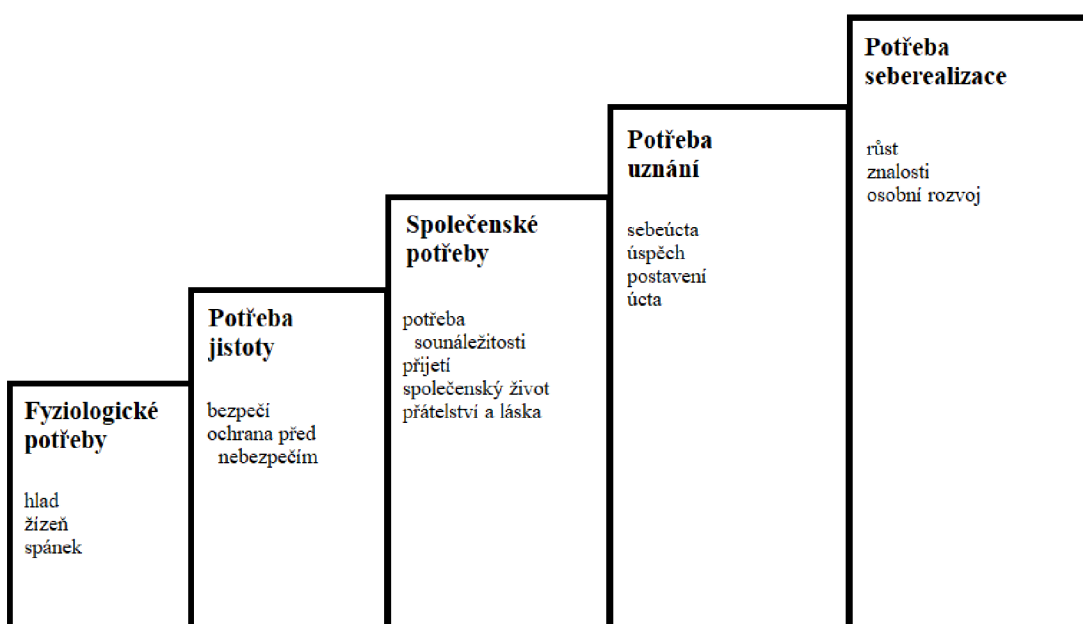 Fyziologické
potřeby
hlad
žízeň
spánek
Potřeba
jistoty
bezpečí
ochrana před
nebezpečím
Společenské
potřeby
potřeba
sounáležitosti
přijetí
společenský život
přátelství a láska
Potřeba
uznání
sebeúcta
úspěch
postavení
úcta
Potřeba
seberealizace
růst
znalosti
osobní rozvoj